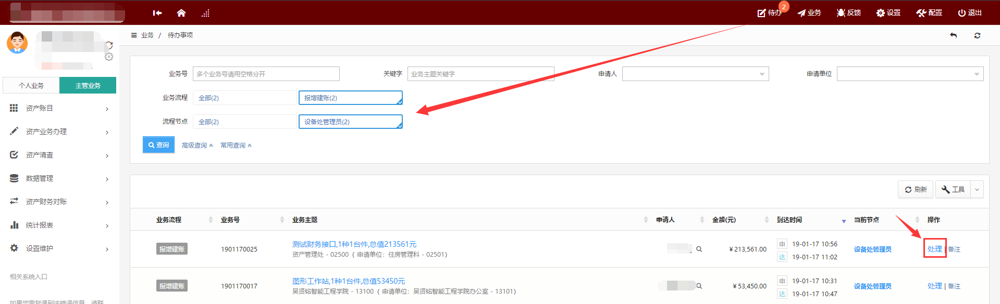 待办 2 业务 反馈 设置 配置 退出
业务 / 待办事项
个人业务 主管业务
资产账目
资产业务办理
资产清查
数据管理
资产财务对账
统计报表
设置维护
相关系统入口
如果您重复遇到该错误信息，请联
业务号 多个业务号请用空格分开 关键字 业务主题关键字 申请人 申请单位
业务流程 全部(2) 报增建账(2)
流程节点 全部(2) 设备处管理员(2)
查询 高级查询 常用查询
刷新 工具
业务流程 业务号 业务主题 申请人 金额(元) 到达时间 当前节点 操作
报增建账 1901170025 测试财务接口,1种1台件,总值213561元 ￥213,561.00 申 19-01-17 10:56 设备处管理员 处理 | 备注
资产管理处 - 02500 ( 申请单位：住房管理科 - 02501) 达 19-01-17 11:02
报增建账 1901170017 图形工作站,1种1台件,总值53450元 ￥53,450.00 申 19-01-17 10:31 设备处管理员 处理 | 备注
吴贤铭智能工程学院 - 13100 ( 申请单位：吴贤铭智能工程学院办公室 - 13101) 达 19-01-17 10:47